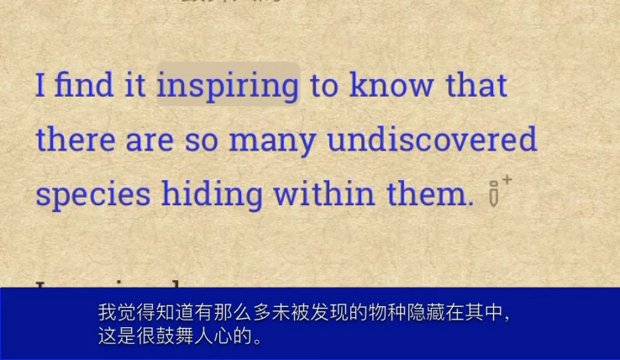 I find it inspiring to know that
there are so many undiscovered
species hiding within them.
我觉得知道有那么多未被发现的物种隐藏在其中，
这是很鼓舞人心的。